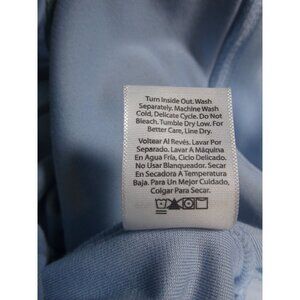 Turn Inside Out. Wash
Separately. Machine Wash
Cold, Delicate Cycle. Do Not
Bleach. Tumble Dry Low. For
Better Care, Line Dry.
Voltear Al Revés. Lavar Por
Separado. Lavar A Máquina
En Agua Fría, Ciclo Delicado.
No Usar Blanqueador. Secar
En Secadora A Temperatura
Baja. Para Un Mejor Cuidado,
Colgar Para Secar.